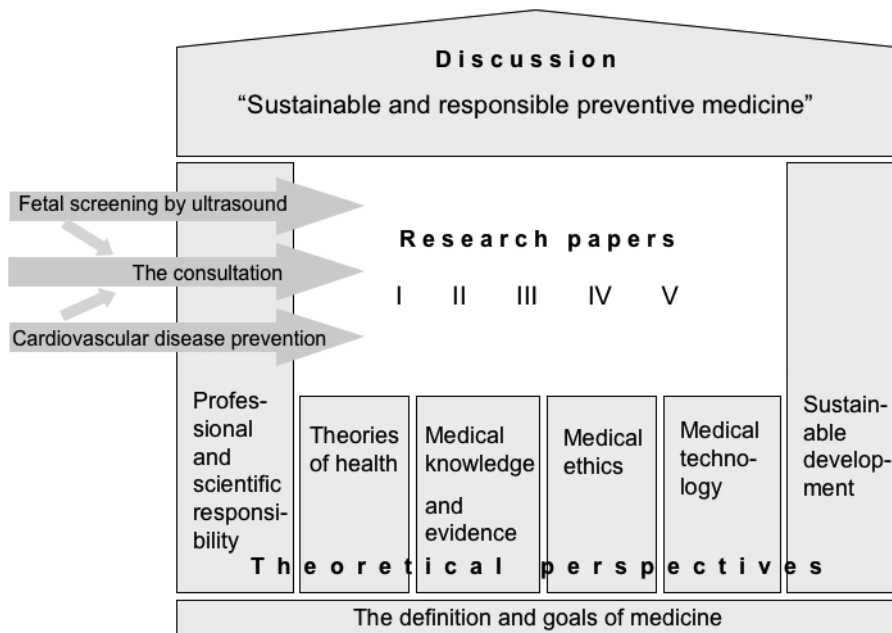 Discussion
“Sustainable and responsible preventive medicine”
Fetal screening by ultrasound
The consultation
Cardiovascular disease prevention
Research papers
I II III IV V
Profes-
sional
and
scientific
responsi-
bility
Theories
of health
Medical
knowledge
and
evidence
Medical
ethics
Medical
techno-
logy
Sustain-
able
develop-
ment
Theoretical perspectives
The definition and goals of medicine